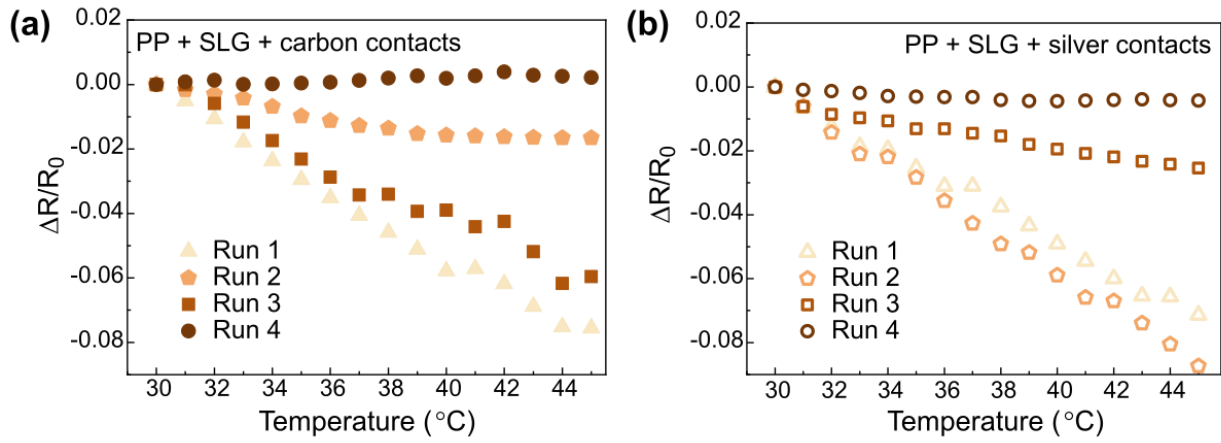 (a)
PP + SLG + carbon contacts
0.02
0.00
-0.02
-0.04
-0.06
-0.08
ΔR/R₀
Run 1
Run 2
Run 3
Run 4
30 32 34 36 38 40 42 44
Temperature (°C)
(b)
PP + SLG + silver contacts
0.02
0.00
-0.02
-0.04
-0.06
-0.08
ΔR/R₀
Run 1
Run 2
Run 3
Run 4
30 32 34 36 38 40 42 44
Temperature (°C)